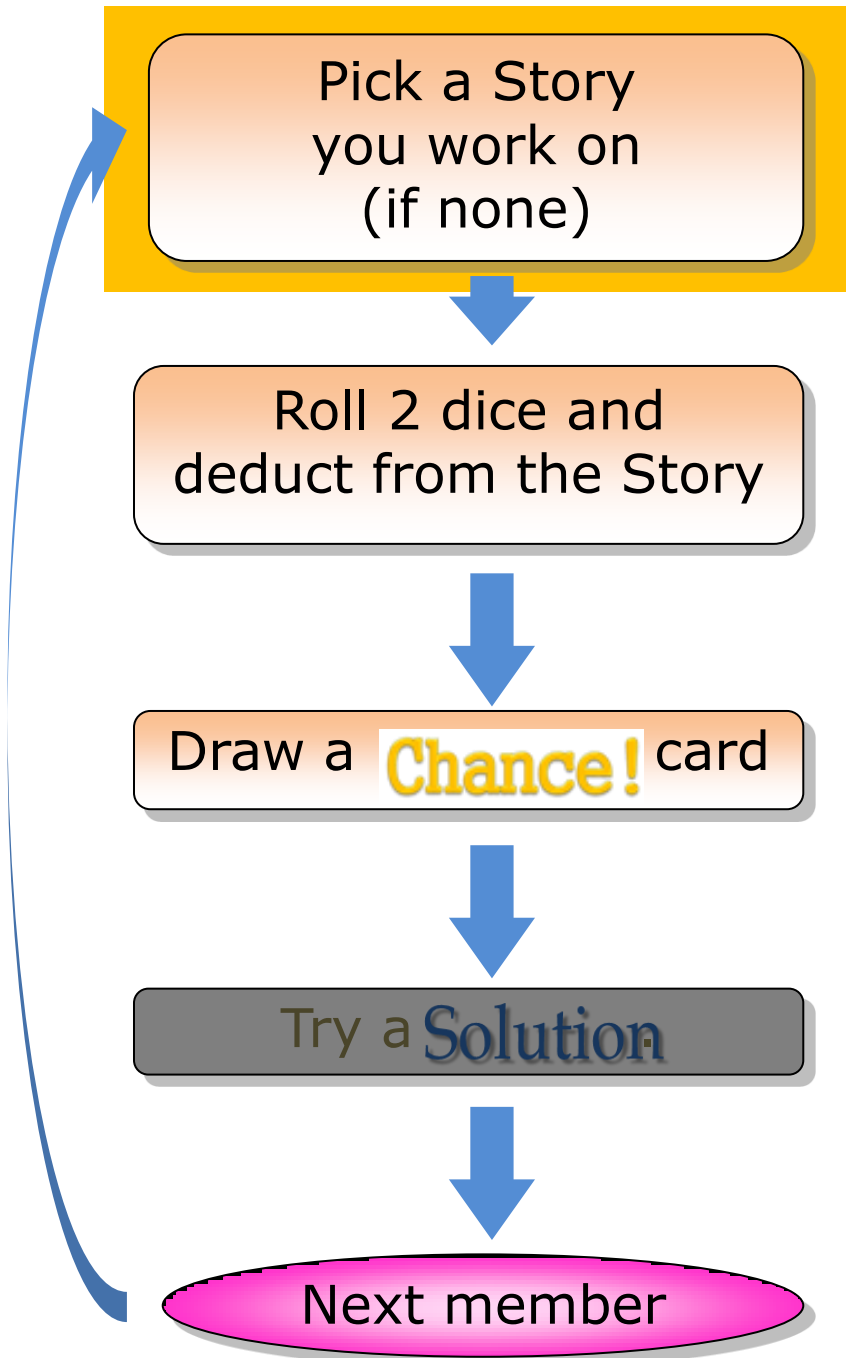 Pick a Story
you work on
(if none)
Roll 2 dice and
deduct from the Story
Draw a Chance! card
Try a Solution.
Next member